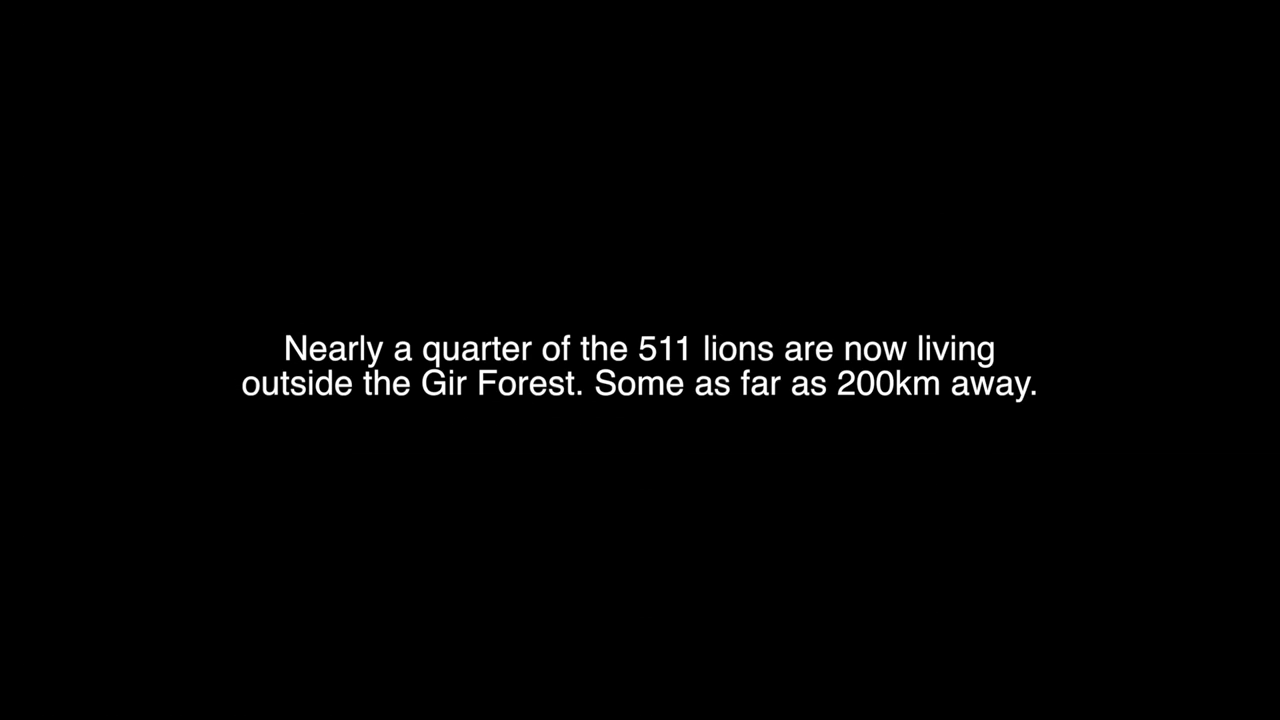 Nearly a quarter of the 511 lions are now living
outside the Gir Forest. Some as far as 200km away.